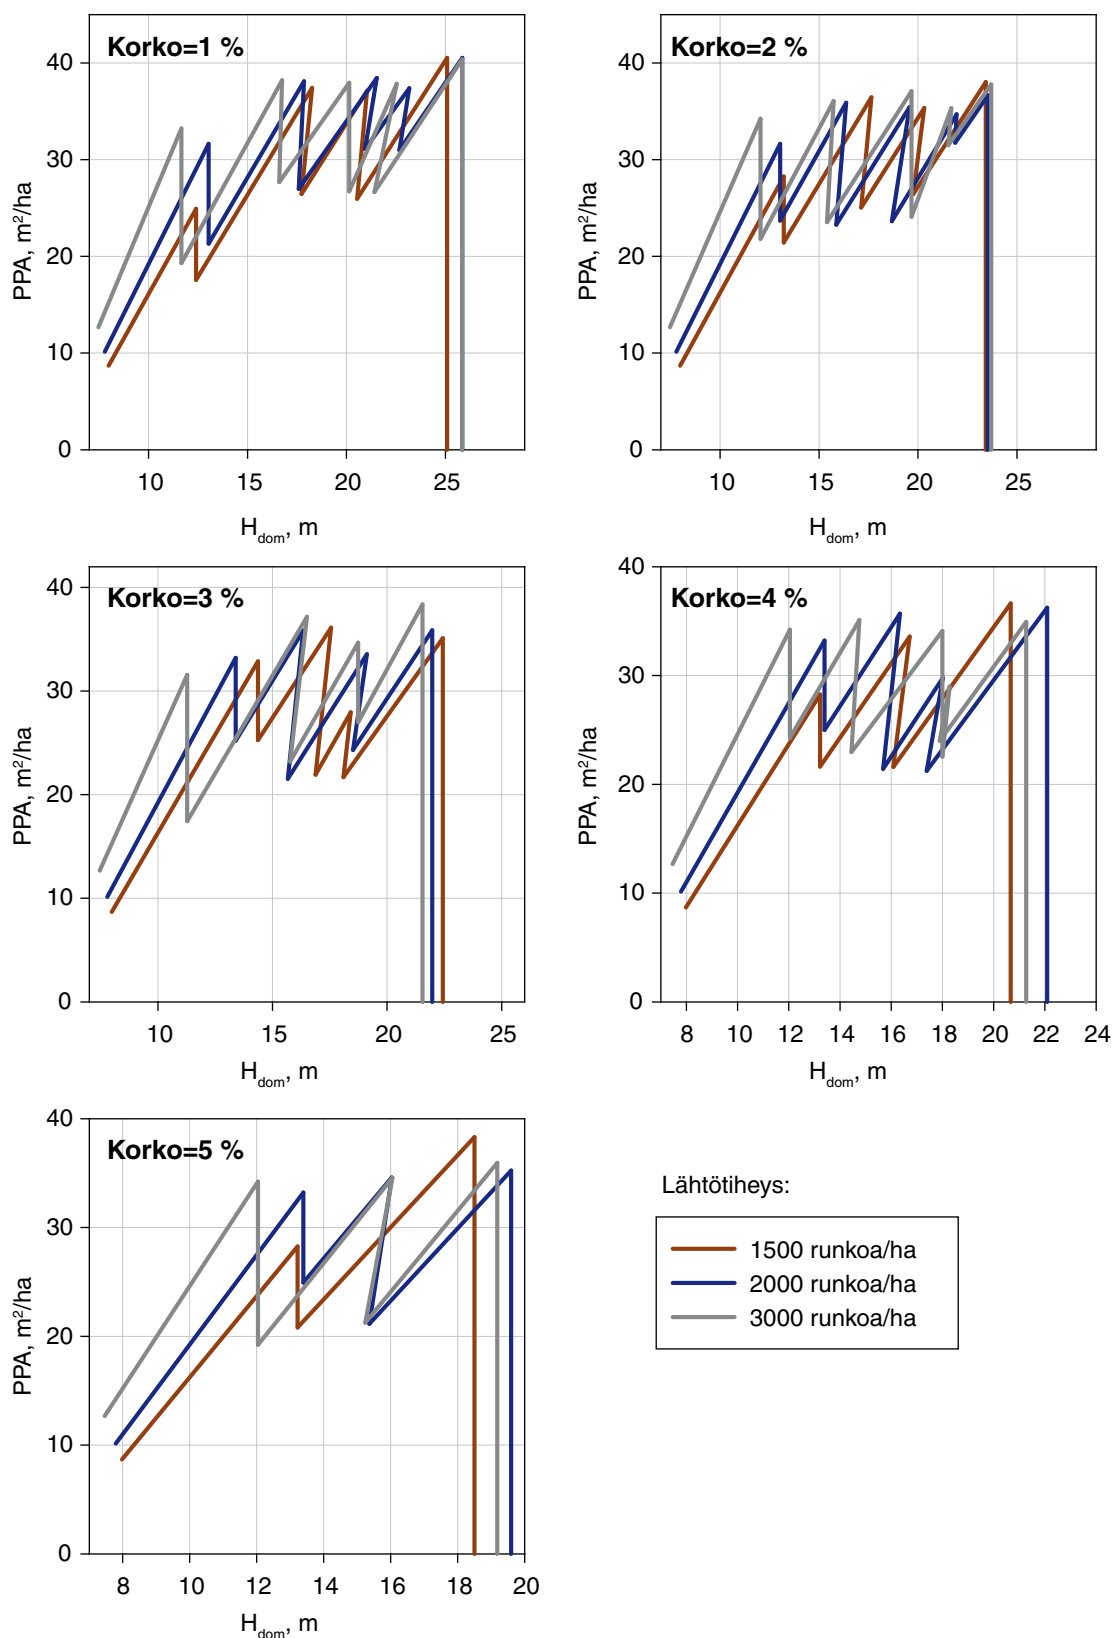 Korko=1 %
PPA, m²/ha
40
30
20
10
0
10 15 20 25
H_dom, m
Korko=2 %
PPA, m²/ha
40
30
20
10
0
10 15 20 25
H_dom, m
Korko=3 %
PPA, m²/ha
40
30
20
10
0
10 15 20 25
H_dom, m
Korko=4 %
PPA, m²/ha
40
30
20
10
0
8 10 12 14 16 18 20 22 24
H_dom, m
Korko=5 %
PPA, m²/ha
40
30
20
10
0
8 10 12 14 16 18 20
H_dom, m
Lähtötiheys:
1500 runkoa/ha
2000 runkoa/ha
3000 runkoa/ha